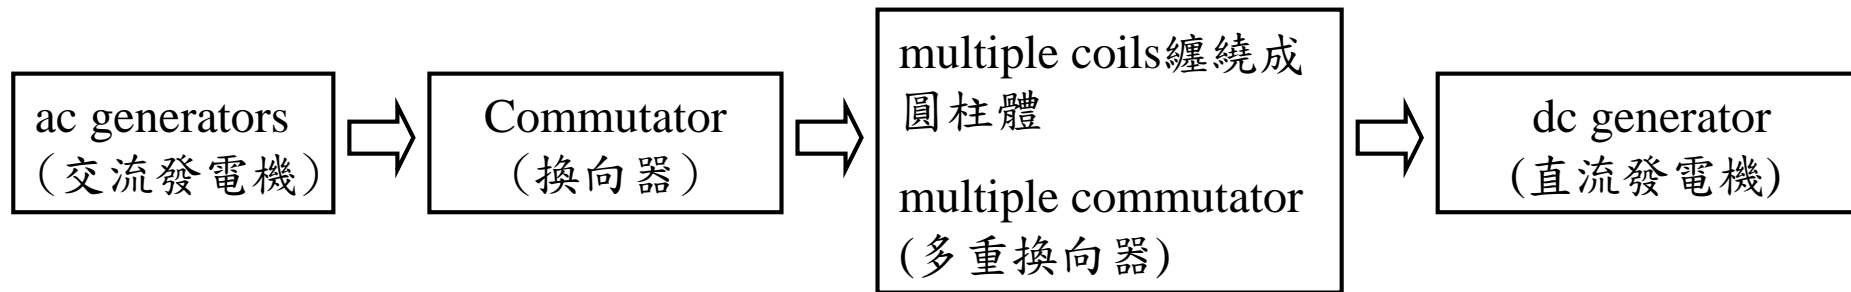 ac generators
（交流發電機）
Commutator
（換向器）
multiple coils纏繞成
圓柱體
multiple commutator
(多重換向器)
dc generator
(直流發電機)